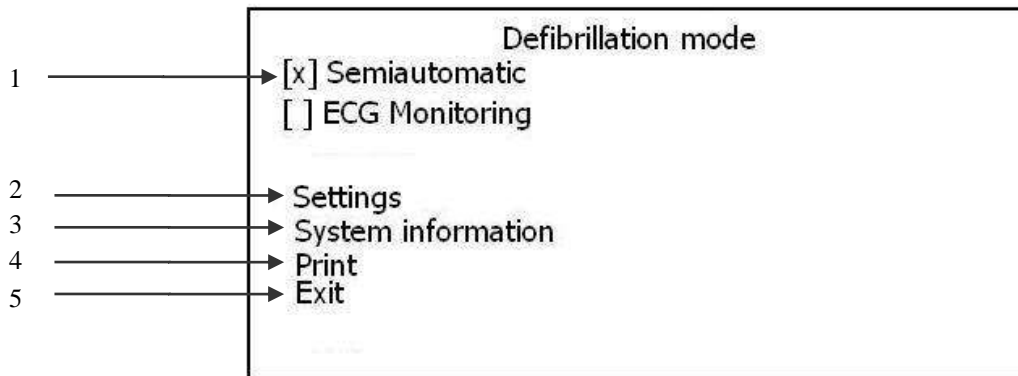 Defibrillation mode
1 [x] Semiautomatic
[ ] ECG Monitoring
2 Settings
3 System information
4 Print
5 Exit